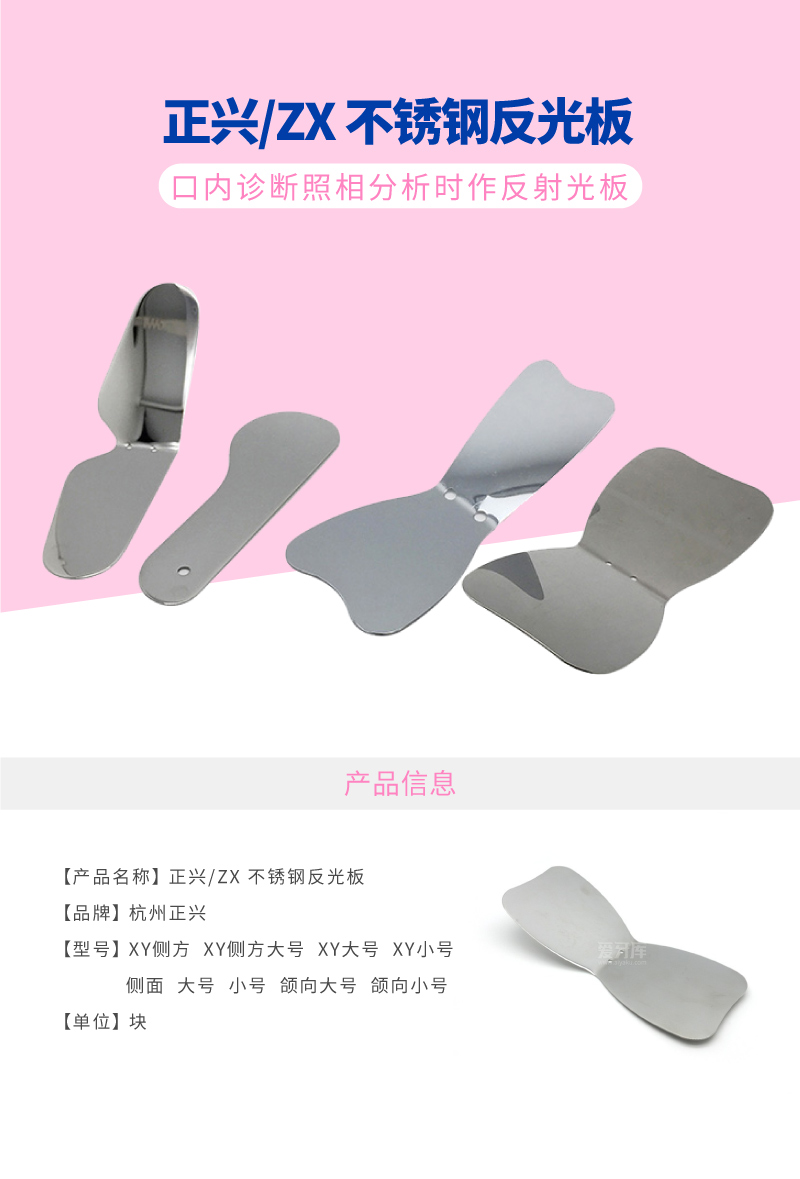 正兴/ZX 不锈钢反光板
口内诊断照相分析时作反射光板
产品信息
【产品名称】正兴/ZX 不锈钢反光板
【品牌】杭州正兴
【型号】XY侧方 XY侧方大号 XY大号 XY小号
侧面 大号 小号 颌向大号 颌向小号
【单位】块
爱牙库